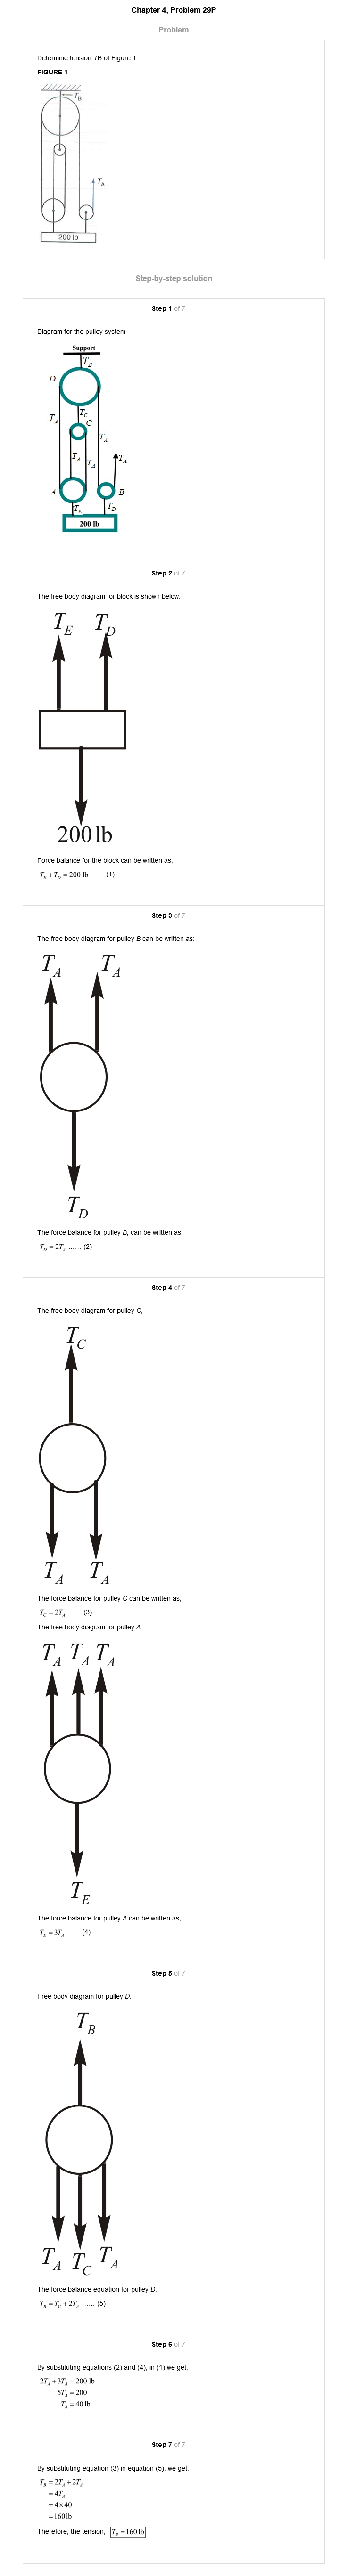 Chapter 4, Problem 29P
Problem
Determine tension TB of Figure 1.
FIGURE 1
T_B
T_A
200 lb
Step-by-step solution
Step 1 of 7
Diagram for the pulley system
Support
T_B
D
T_C
T_A
C
T_A
T_A
T_A
T_A
A
B
T_E
T_D
200 lb
Step 2 of 7
The free body diagram for block is shown below:
T_E T_D
200 lb
Force balance for the block can be written as,
T_E + T_D = 200 lb ...... (1)
Step 3 of 7
The free body diagram for pulley B can be written as:
T_A T_A
T_D
The force balance for pulley B, can be written as,
T_D = 2T_A ...... (2)
Step 4 of 7
The free body diagram for pulley C,
T_C
T_A T_A
The force balance for pulley C can be written as,
T_C = 2T_A ...... (3)
The free body diagram for pulley A:
T_A T_A T_A
T_E
The force balance for pulley A can be written as,
T_E = 3T_A ...... (4)
Step 5 of 7
Free body diagram for pulley D:
T_B
T_A T_C T_A
The force balance equation for pulley D,
T_B = T_C + 2T_A ...... (5)
Step 6 of 7
By substituting equations (2) and (4), in (1) we get,
2T_A + 3T_A = 200 lb
5T_A = 200
T_A = 40 lb
Step 7 of 7
By substituting equation (3) in equation (5), we get,
T_B = 2T_A + 2T_A
= 4T_A
= 4 × 40
= 160 lb
Therefore, the tension, T_B = 160 lb